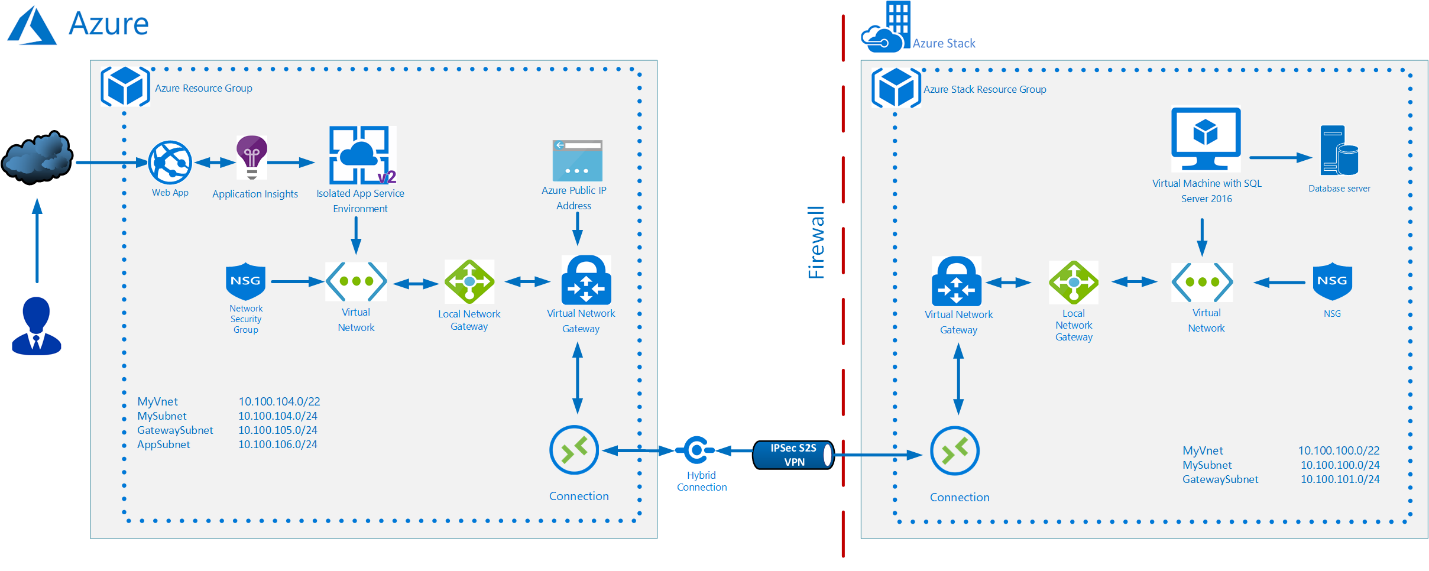 Azure
Azure Resource Group
Web App
Application Insights
v2
Isolated App Service
Environment
Azure Public IP
Address
NSG
Network
Security
Group
Virtual
Network
Local Network
Gateway
Virtual Network
Gateway
MyVnet 10.100.104.0/22
MySubnet 10.100.104.0/24
GatewaySubnet 10.100.105.0/24
AppSubnet 10.100.106.0/24
Connection
Hybrid
Connection
IPSec S2S
VPN
Firewall
Azure Stack
Azure Stack Resource Group
Virtual Machine with SQL
Server 2016
Database server
Virtual Network
Gateway
Local
Network
Gateway
Virtual
Network
NSG
NSG
Connection
MyVnet 10.100.100.0/22
MySubnet 10.100.100.0/24
GatewaySubnet 10.100.101.0/24